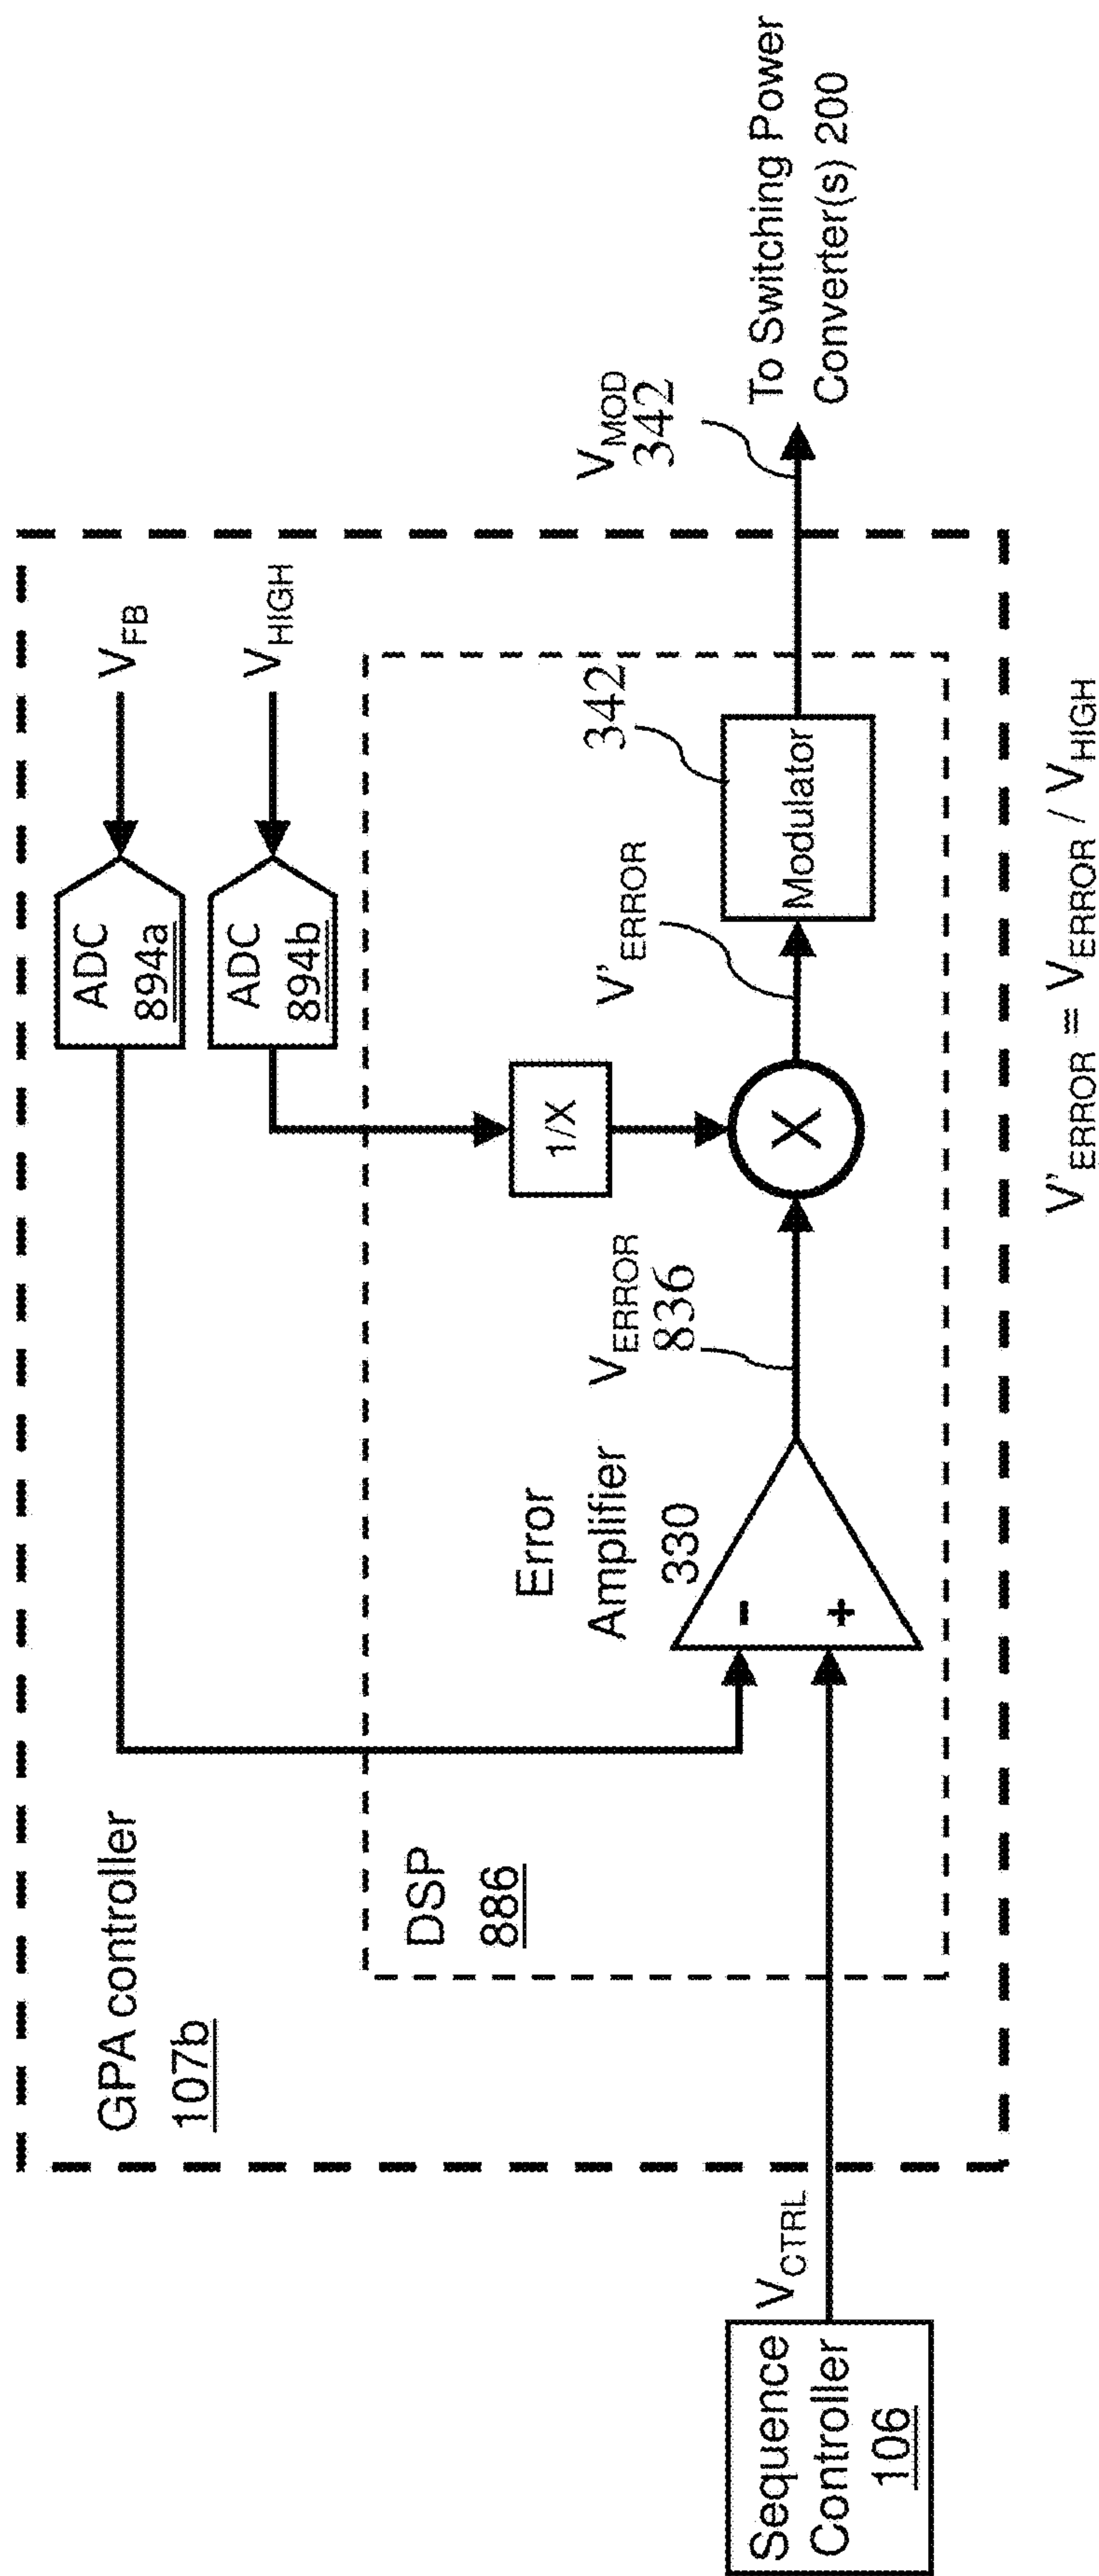 GPA controller
107b
ADC
894a
V_FB
ADC
894b
V_HIGH
DSP
886
Error
Amplifier
330
V_ERROR
836
1/X
X
V'_ERROR
342
Modulator
V_MOD
342
To Switching Power
Converter(s) 200
-
+
Sequence
Controller
106
V_CTRL
V'_ERROR = V_ERROR / V_HIGH